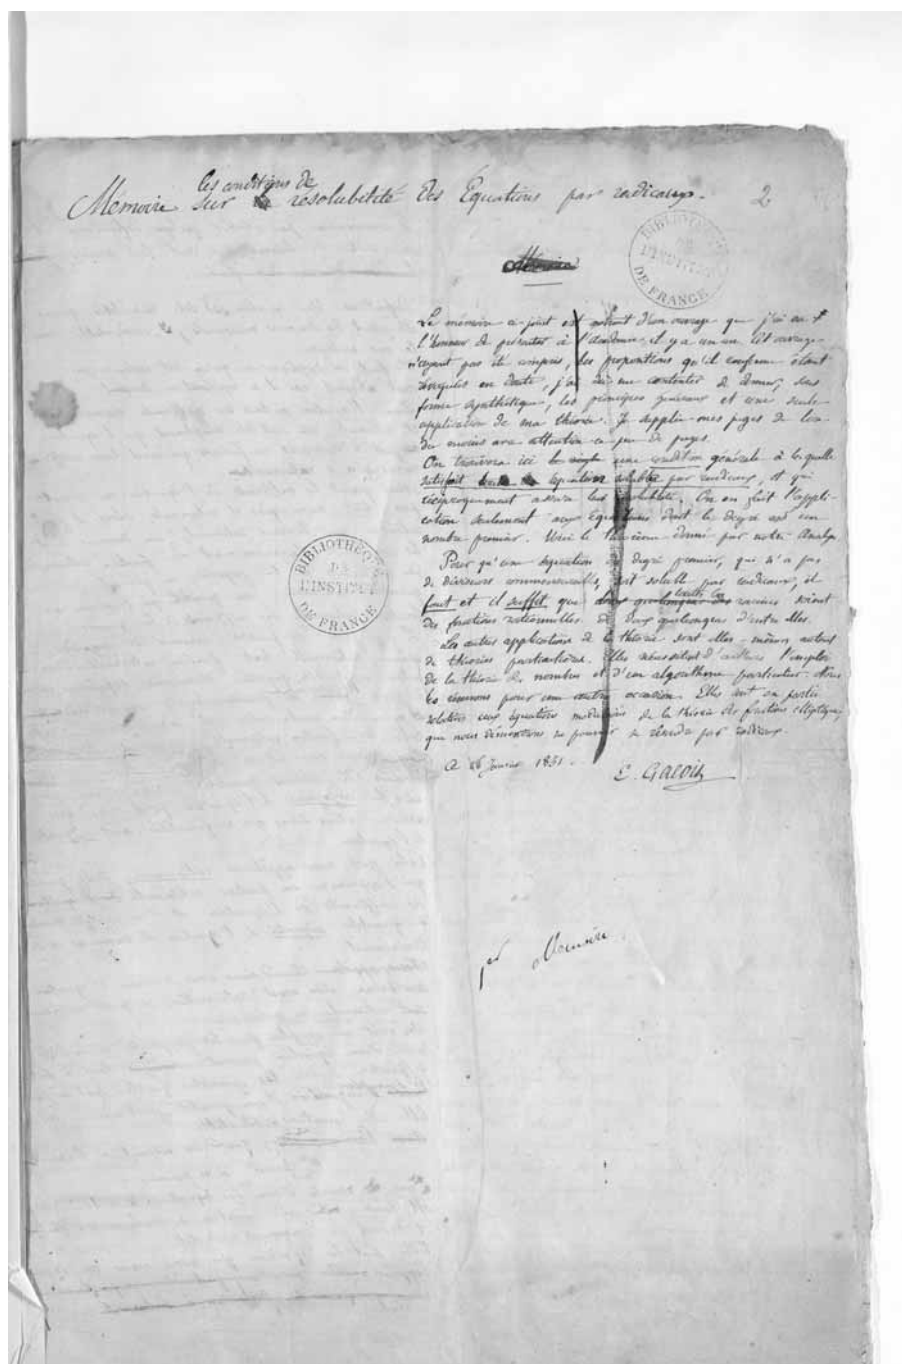 les conditions de
Mémoire sur la résolubilité des Equations par radicaux. 2
Mémoire
BIBLIOTHÈQUE
DE
L'INSTITUT
DE FRANCE
Le mémoire ci-joint est extrait d'un ouvrage que j'ai eu
l'honneur de présenter à l'Académie il y a un an. Cet ouvrage
n'ayant pas été compris, les propositions qu'il renferme étant
révoquées en doute, j'ai dû me contenter de donner, sous
forme synthétique, les principes généraux et une seule
application de ma théorie. Je supplie mes juges de lire
du moins avec attention ce peu de pages.
On trouvera ici une condition générale à laquelle
satisfait toute équation soluble par radicaux, et qui
réciproquement assure leur résolubilité. On en fait l'appli-
cation seulement aux équations dont le degré est un
nombre premier. Voici le théorème donné par notre Analyse
Pour qu'une équation de degré premier, qui n'a pas
de diviseurs commensurables, soit soluble par radicaux, il
faut et il suffit que toutes les racines soient
des fonctions rationnelles de deux quelconques d'entre elles.
Les autres applications de la théorie sont elles-mêmes autant
de théories particulières. Elles nécessitent d'ailleurs l'emploi
de la théorie des nombres et d'un algorithme particulier. Nous
les réservons pour une autre occasion. Elles sont en partie
relatives aux équations modulaires de la théorie des fonctions elliptiques,
que nous démontrons ne pouvoir se résoudre par radicaux.
16 Janvier 1831.
E. Galois
BIBLIOTHÈQUE
DE
L'INSTITUT
DE FRANCE
1er Memoire